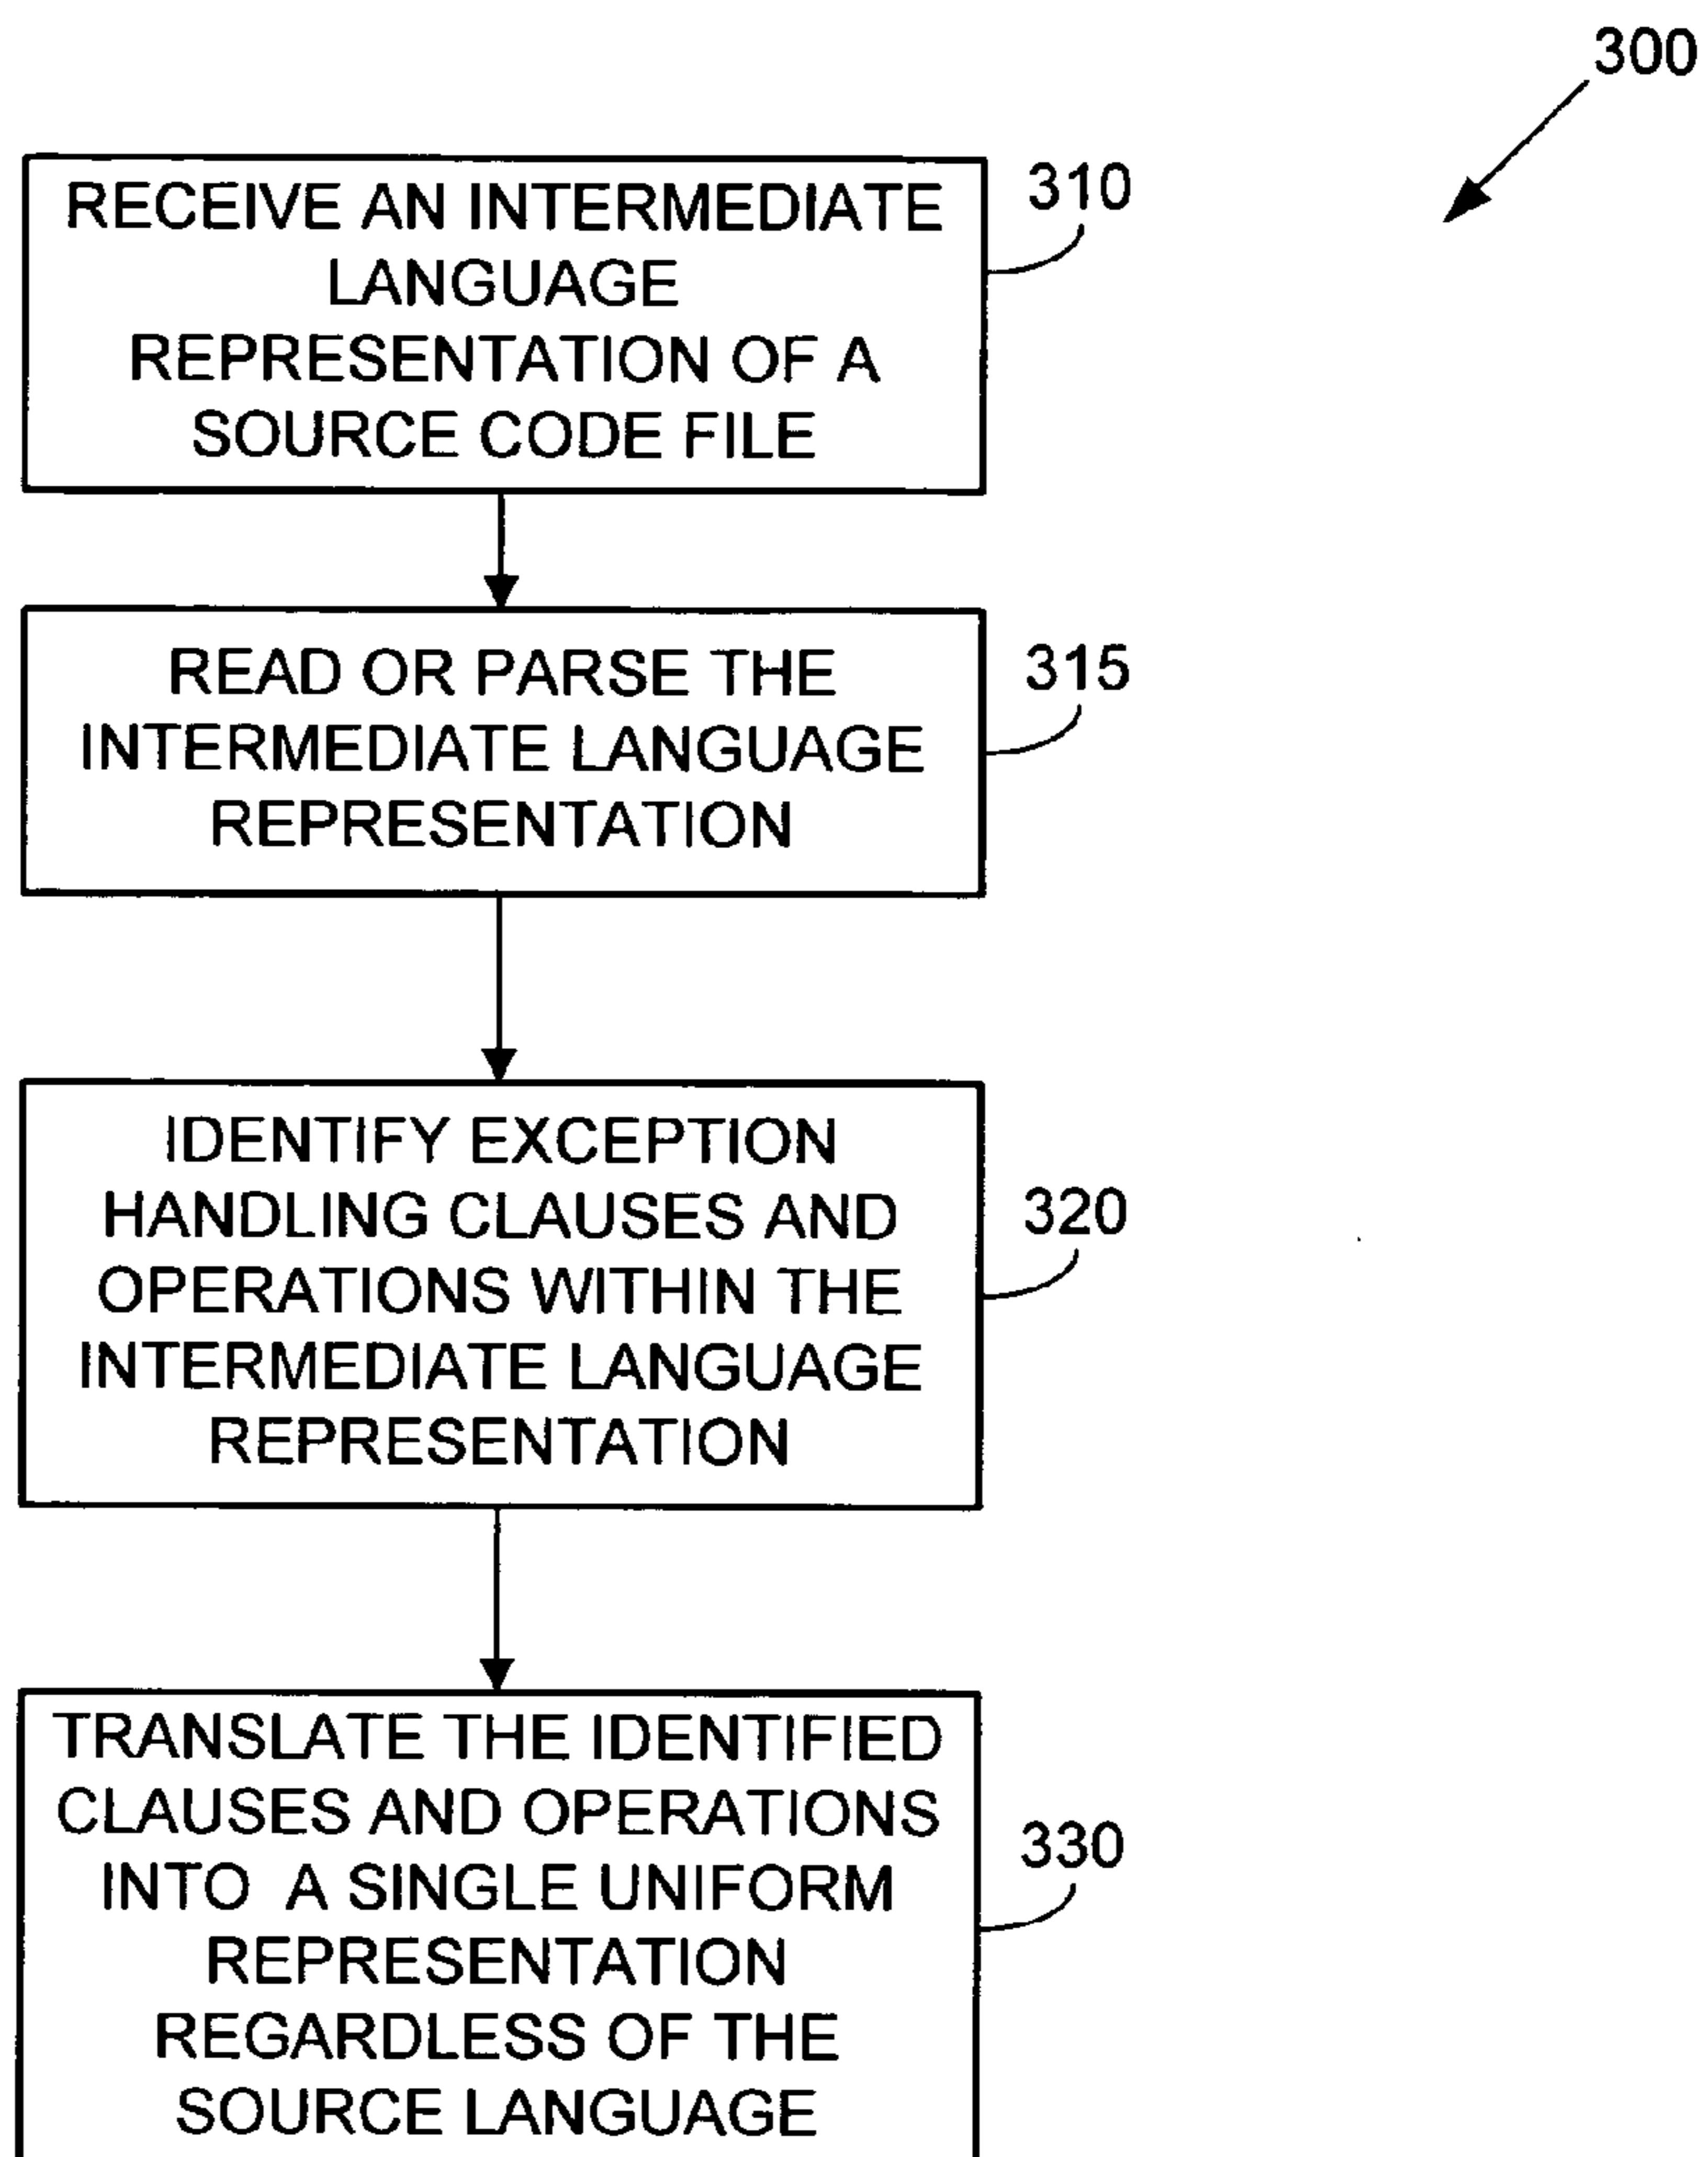 300
RECEIVE AN INTERMEDIATE
LANGUAGE
REPRESENTATION OF A
SOURCE CODE FILE
310
READ OR PARSE THE
INTERMEDIATE LANGUAGE
REPRESENTATION
315
IDENTIFY EXCEPTION
HANDLING CLAUSES AND
OPERATIONS WITHIN THE
INTERMEDIATE LANGUAGE
REPRESENTATION
320
TRANSLATE THE IDENTIFIED
CLAUSES AND OPERATIONS
INTO A SINGLE UNIFORM
REPRESENTATION
REGARDLESS OF THE
SOURCE LANGUAGE
330